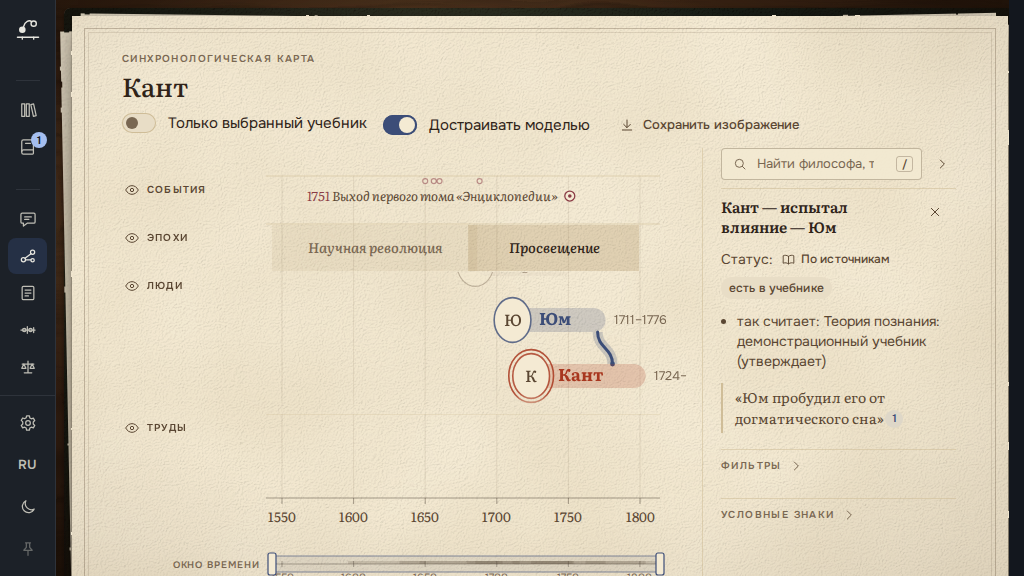 СИНХРОНОЛОГИЧЕСКАЯ КАРТА
Кант
Только выбранный учебник
Достраивать моделью
Сохранить изображение
1
RU
СОБЫТИЯ
1751 Выход первого тома «Энциклопедии»
ЭПОХИ
Научная революция
Просвещение
ЛЮДИ
Ю
Юм
1711–1776
К
Кант
1724–
ТРУДЫ
1550
1600
1650
1700
1750
1800
ОКНО ВРЕМЕНИ
Найти философа, т
/
Кант — испытал
влияние — Юм
Статус:
По источникам
есть в учебнике
так считает: Теория познания:
демонстрационный учебник
(утверждает)
«Юм пробудил его от
догматического сна» 1
ФИЛЬТРЫ
УСЛОВНЫЕ ЗНАКИ